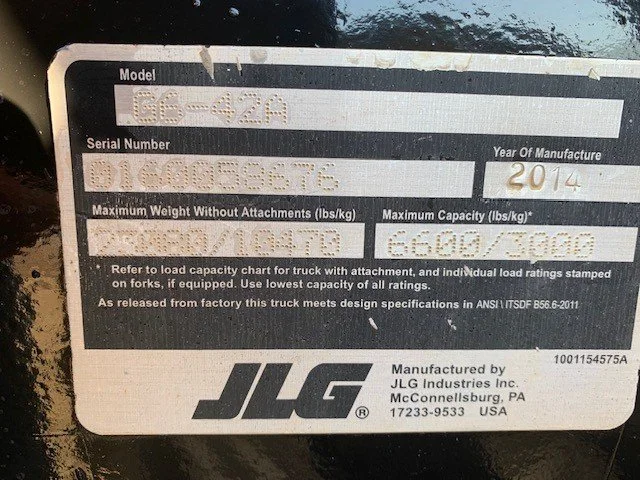 Model
G6-42A
Serial Number
Year Of Manufacture
0160058676
2014
Maximum Weight Without Attachments (lbs/kg)
Maximum Capacity (lbs/kg)*
23080/10470
6600/3000
* Refer to load capacity chart for truck with attachment, and individual load ratings stamped
on forks, if equipped. Use lowest capacity of all ratings.
As released from factory this truck meets design specifications in ANSI \ ITSDF B56.6-2011
1001154575A
JLG®
Manufactured by
JLG Industries Inc.
McConnellsburg, PA
17233-9533 USA